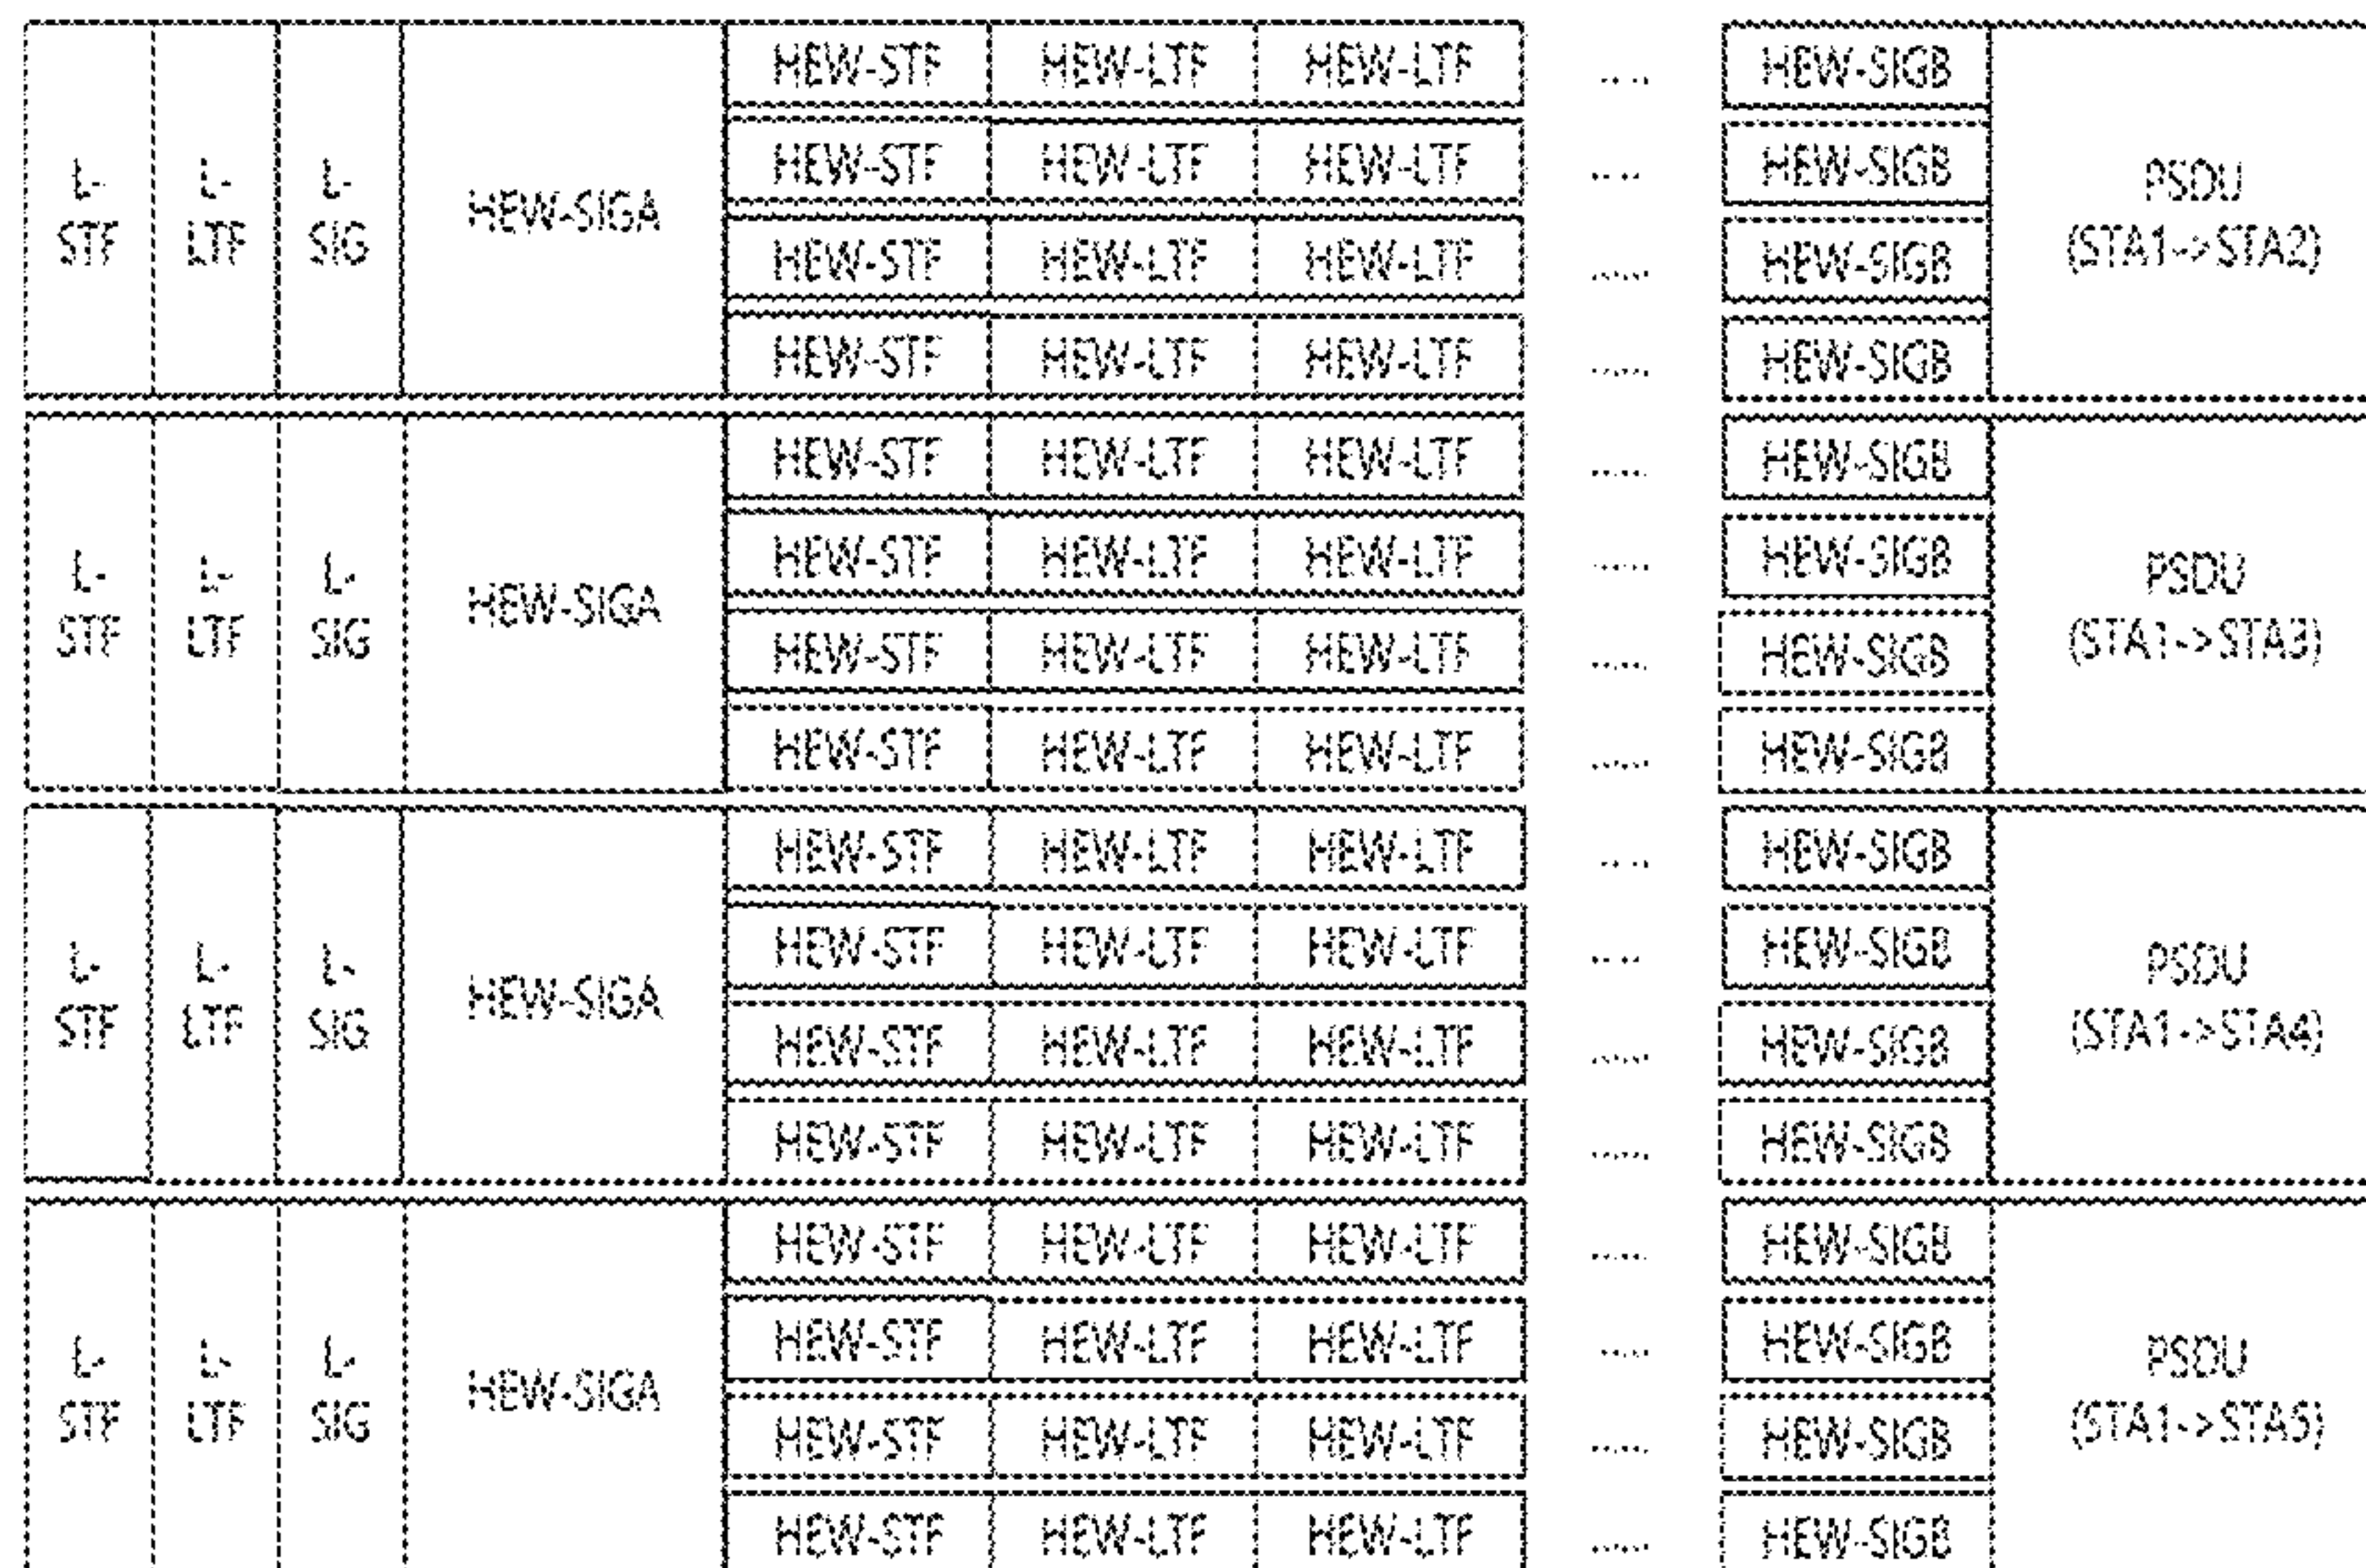 HEW-STF HEW-LTF HEW-LTF ..... HEW-SIGB
HEW-STF HEW-LTF HEW-LTF ..... HEW-SIGB
L- L- L- HEW-SIGA PSDU
STF LTF SIG (STA1->STA2)
HEW-STF HEW-LTF HEW-LTF ..... HEW-SIGB
HEW-STF HEW-LTF HEW-LTF ..... HEW-SIGB
HEW-STF HEW-LTF HEW-LTF ..... HEW-SIGB
HEW-STF HEW-LTF HEW-LTF ..... HEW-SIGB
L- L- L- HEW-SIGA PSDU
STF LTF SIG (STA1->STA3)
HEW-STF HEW-LTF HEW-LTF ..... HEW-SIGB
HEW-STF HEW-LTF HEW-LTF ..... HEW-SIGB
HEW-STF HEW-LTF HEW-LTF ..... HEW-SIGB
HEW-STF HEW-LTF HEW-LTF ..... HEW-SIGB
L- L- L- HEW-SIGA PSDU
STF LTF SIG (STA1->STA4)
HEW-STF HEW-LTF HEW-LTF ..... HEW-SIGB
HEW-STF HEW-LTF HEW-LTF ..... HEW-SIGB
HEW-STF HEW-LTF HEW-LTF ..... HEW-SIGB
HEW-STF HEW-LTF HEW-LTF ..... HEW-SIGB
L- L- L- HEW-SIGA PSDU
STF LTF SIG (STA1->STA5)
HEW-STF HEW-LTF HEW-LTF ..... HEW-SIGB
HEW-STF HEW-LTF HEW-LTF ..... HEW-SIGB